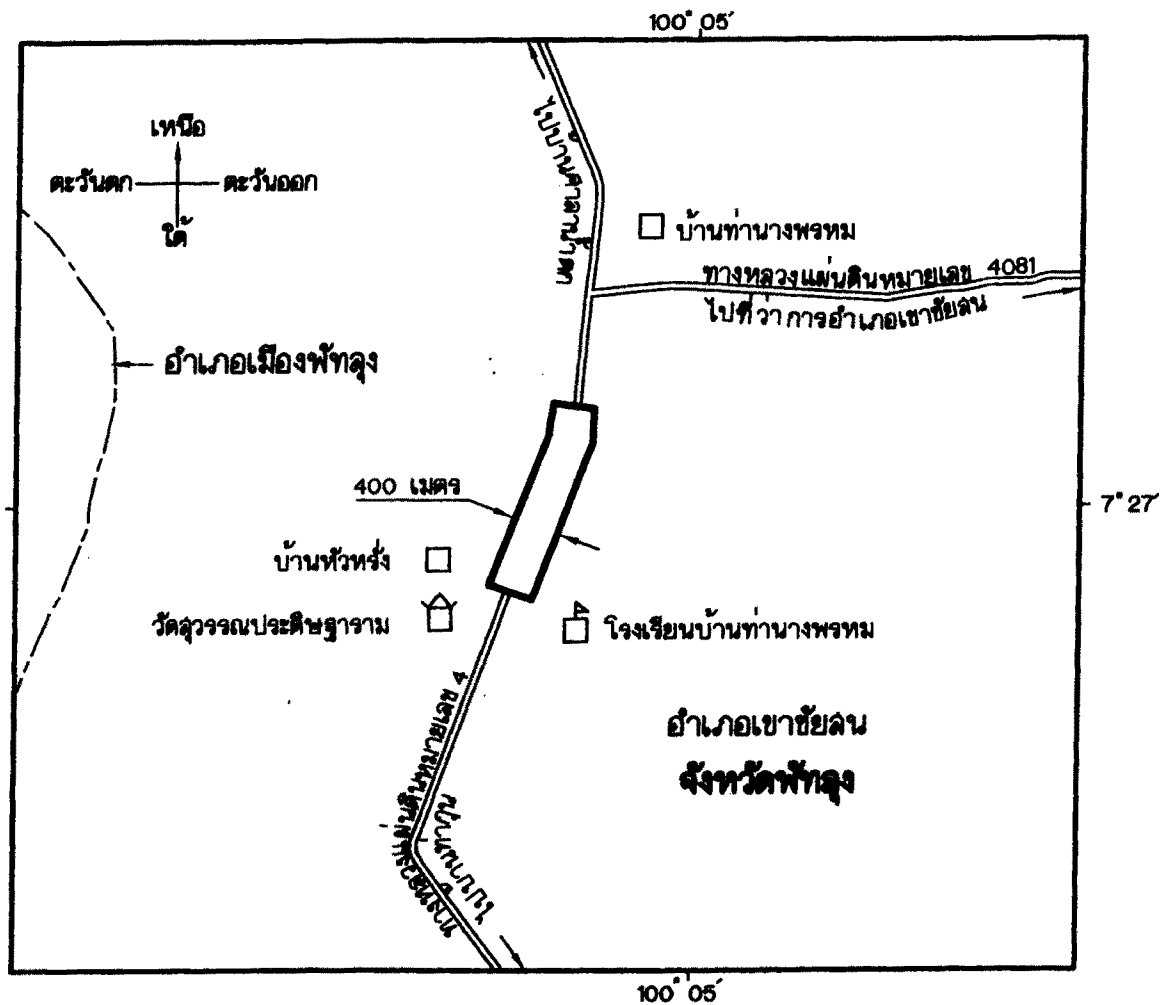 100° 05´
เหนือ
ตะวันตก
ตะวันออก
ใต้
ไปบ้านศาลามโนห์รา
บ้านท่านางพรหม
ทางหลวงแผ่นดินหมายเลข 4081
ไปที่ว่าการอำเภอเขาชัยสน
อำเภอเมืองพัทลุง
400 เมตร
7° 27´
บ้านหัวหรั่ง
วัดสุวรรณประดิษฐาราม
โรงเรียนบ้านท่านางพรหม
ทางหลวงแผ่นดินหมายเลข 4
อำเภอเขาชัยสน
จังหวัดพัทลุง
100° 05´